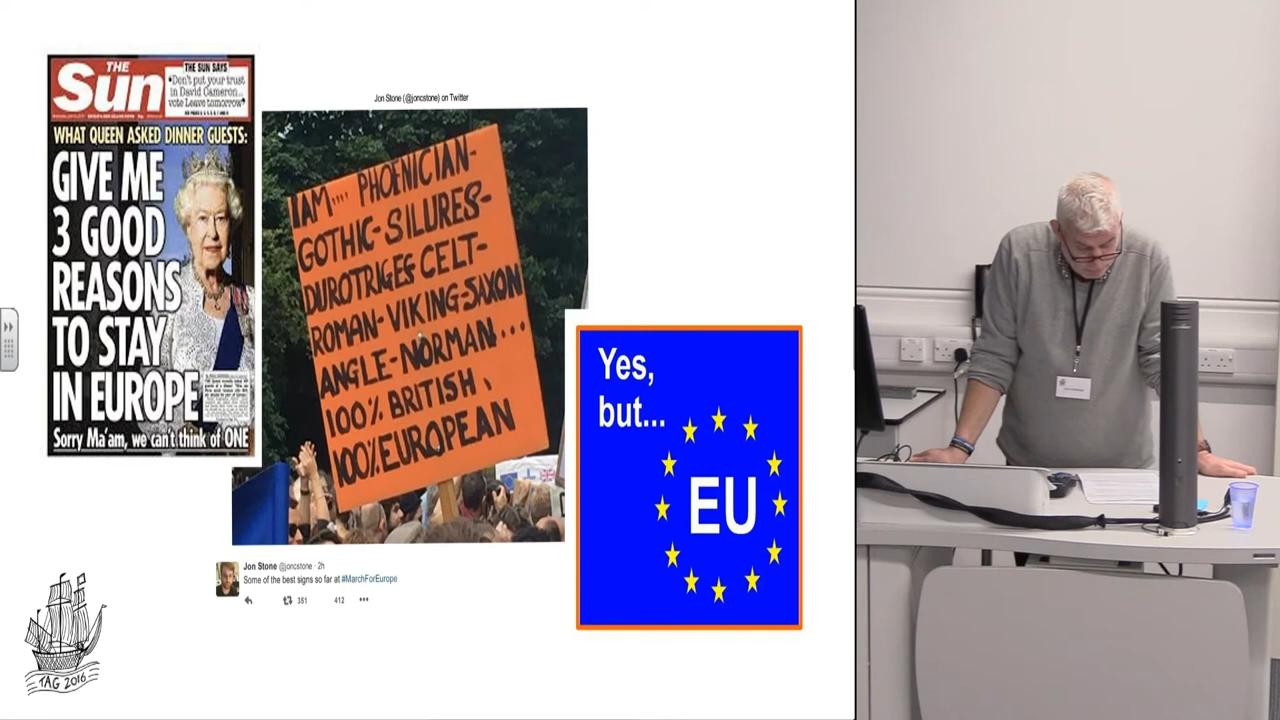 THE
Sun
THE SUN SAYS
Don't put your trust
in David Cameron...
vote Leave tomorrow
WHAT QUEEN ASKED DINNER GUESTS:
GIVE ME
3 GOOD
REASONS
TO STAY
IN EUROPE
Sorry Ma'am, we can't think of ONE
Jon Stone (@joncstone) on Twitter
I AM.... PHOENICIAN-
GOTHIC-SILURES-
DUROTRIGES CELT-
ROMAN-VIKING-SAXON
ANGLE-NORMAN...
100% BRITISH,
100% EUROPEAN
Jon Stone @joncstone · 2h
Some of the best signs so far at #MarchForEurope
351 412
Yes,
but...
EU
TAG 2016